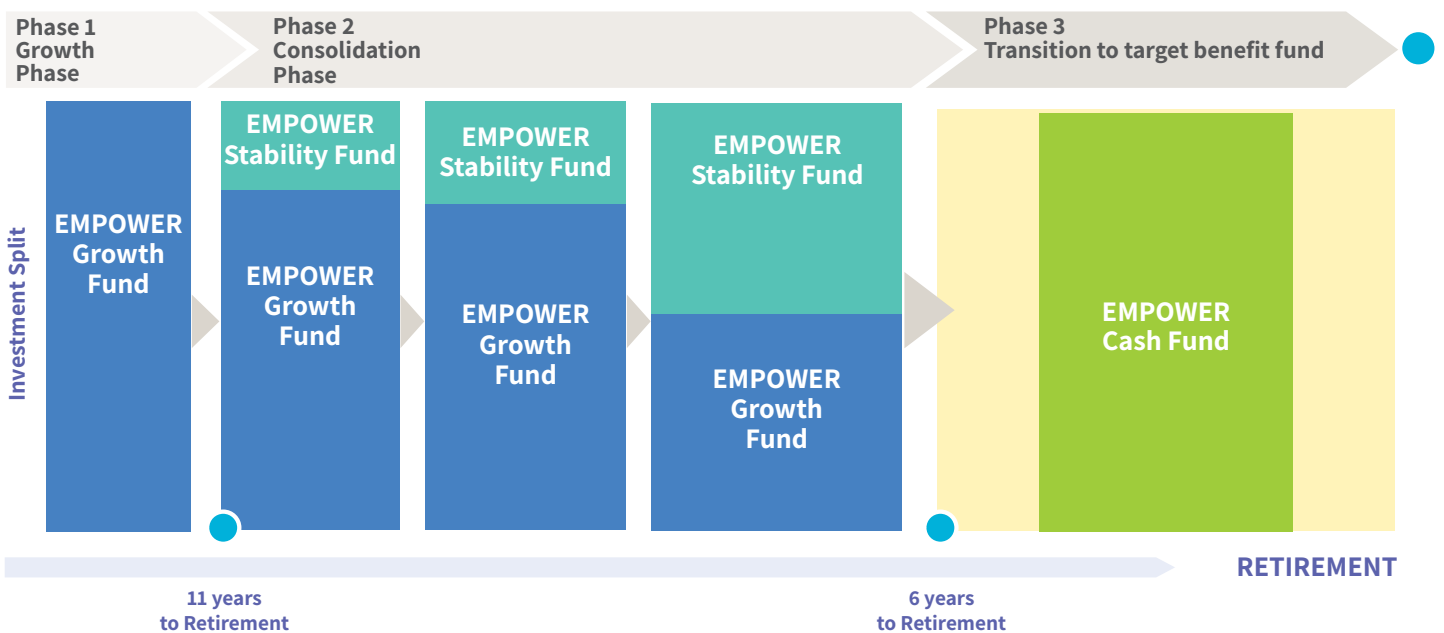 Phase 1
Growth
Phase
Phase 2
Consolidation
Phase
Phase 3
Transition to target benefit fund
Investment Split
EMPOWER
Growth
Fund
EMPOWER
Stability Fund
EMPOWER
Growth
Fund
EMPOWER
Stability Fund
EMPOWER
Growth
Fund
EMPOWER
Stability Fund
EMPOWER
Growth
Fund
EMPOWER
Cash Fund
RETIREMENT
11 years
to Retirement
6 years
to Retirement